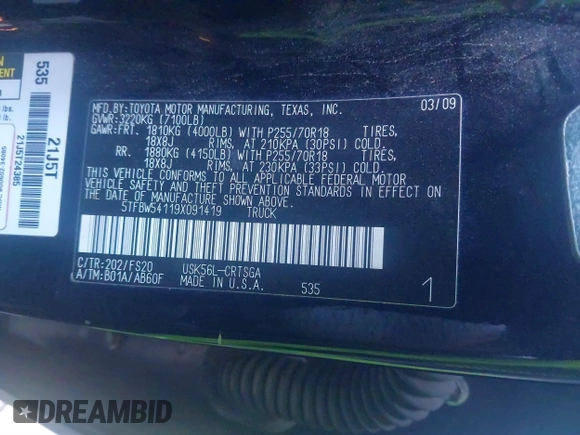 MFD.BY:TOYOTA MOTOR MANUFACTURING, TEXAS, INC. 03/09
GVWR:3220KG (7100LB)
GAWR:FRT. 1810KG (4000LB) WITH P255/70R18 TIRES,
18X8J RIMS, AT 210KPA (30PSI) COLD.
RR. 1880KG (4150LB) WITH P255/70R18 TIRES,
18X8J RIMS, AT 230KPA (33PSI) COLD.
THIS VEHICLE CONFORMS TO ALL APPLICABLE FEDERAL MOTOR
VEHICLE SAFETY AND THEFT PREVENTION STANDARDS IN EFFECT ON
THE DATE OF MANUFACTURE SHOWN ABOVE.
5TFBW54119X091419 TRUCK
C/TR:202/FS20 USK56L-CRTSGA
A/TM:B01A/AB60F MADE IN U.S.A. 535 1
535
21J5T
21J5T24385
DREAMBID